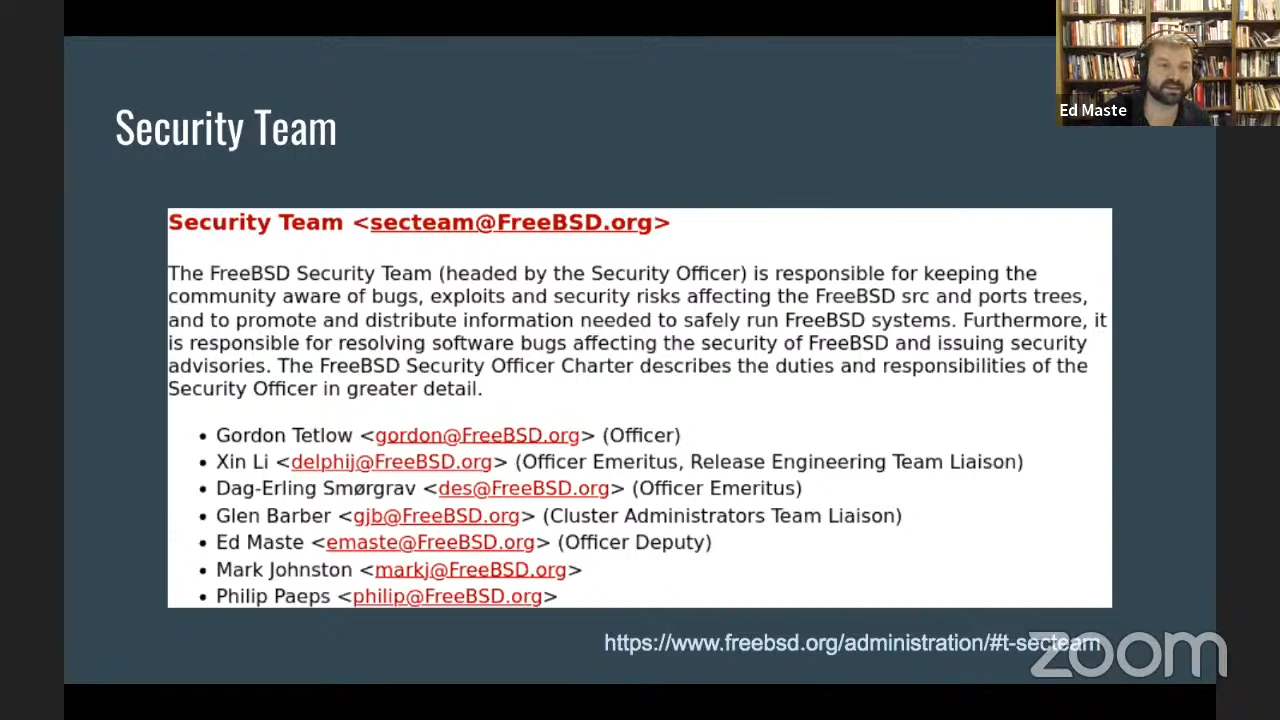 Security Team
Ed Maste
Security Team <secteam@FreeBSD.org>
The FreeBSD Security Team (headed by the Security Officer) is responsible for keeping the
community aware of bugs, exploits and security risks affecting the FreeBSD src and ports trees,
and to promote and distribute information needed to safely run FreeBSD systems. Furthermore, it
is responsible for resolving software bugs affecting the security of FreeBSD and issuing security
advisories. The FreeBSD Security Officer Charter describes the duties and responsibilities of the
Security Officer in greater detail.
• Gordon Tetlow <gordon@FreeBSD.org> (Officer)
• Xin Li <delphij@FreeBSD.org> (Officer Emeritus, Release Engineering Team Liaison)
• Dag-Erling Smørgrav <des@FreeBSD.org> (Officer Emeritus)
• Glen Barber <gjb@FreeBSD.org> (Cluster Administrators Team Liaison)
• Ed Maste <emaste@FreeBSD.org> (Officer Deputy)
• Mark Johnston <markj@FreeBSD.org>
• Philip Paeps <philip@FreeBSD.org>
https://www.freebsd.org/administration/#t-secteam
zoom